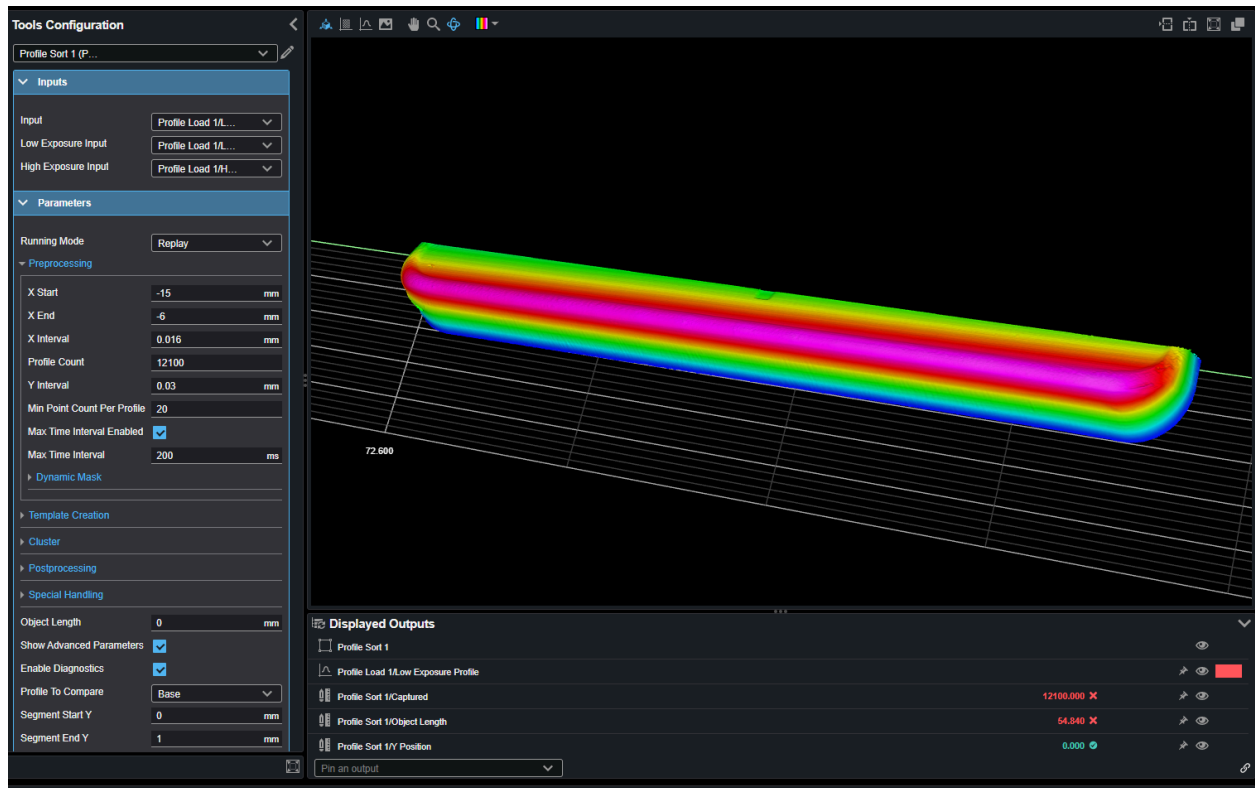 Tools Configuration
Profile Sort 1 (P...
Inputs
Input Profile Load 1/L...
Low Exposure Input Profile Load 1/L...
High Exposure Input Profile Load 1/H...
Parameters
Running Mode Replay
Preprocessing
X Start -15 mm
X End -6 mm
X Interval 0.016 mm
Profile Count 12100
Y Interval 0.03 mm
Min Point Count Per Profile 20
Max Time Interval Enabled
Max Time Interval 200 ms
Dynamic Mask
Template Creation
Cluster
Postprocessing
Special Handling
Object Length 0 mm
Show Advanced Parameters
Enable Diagnostics
Profile To Compare Base
Segment Start Y 0 mm
Segment End Y 1 mm
72.600
Displayed Outputs
Profile Sort 1
Profile Load 1/Low Exposure Profile
Profile Sort 1/Captured 12100.000
Profile Sort 1/Object Length 54.840
Profile Sort 1/Y Position 0.000
Pin an output